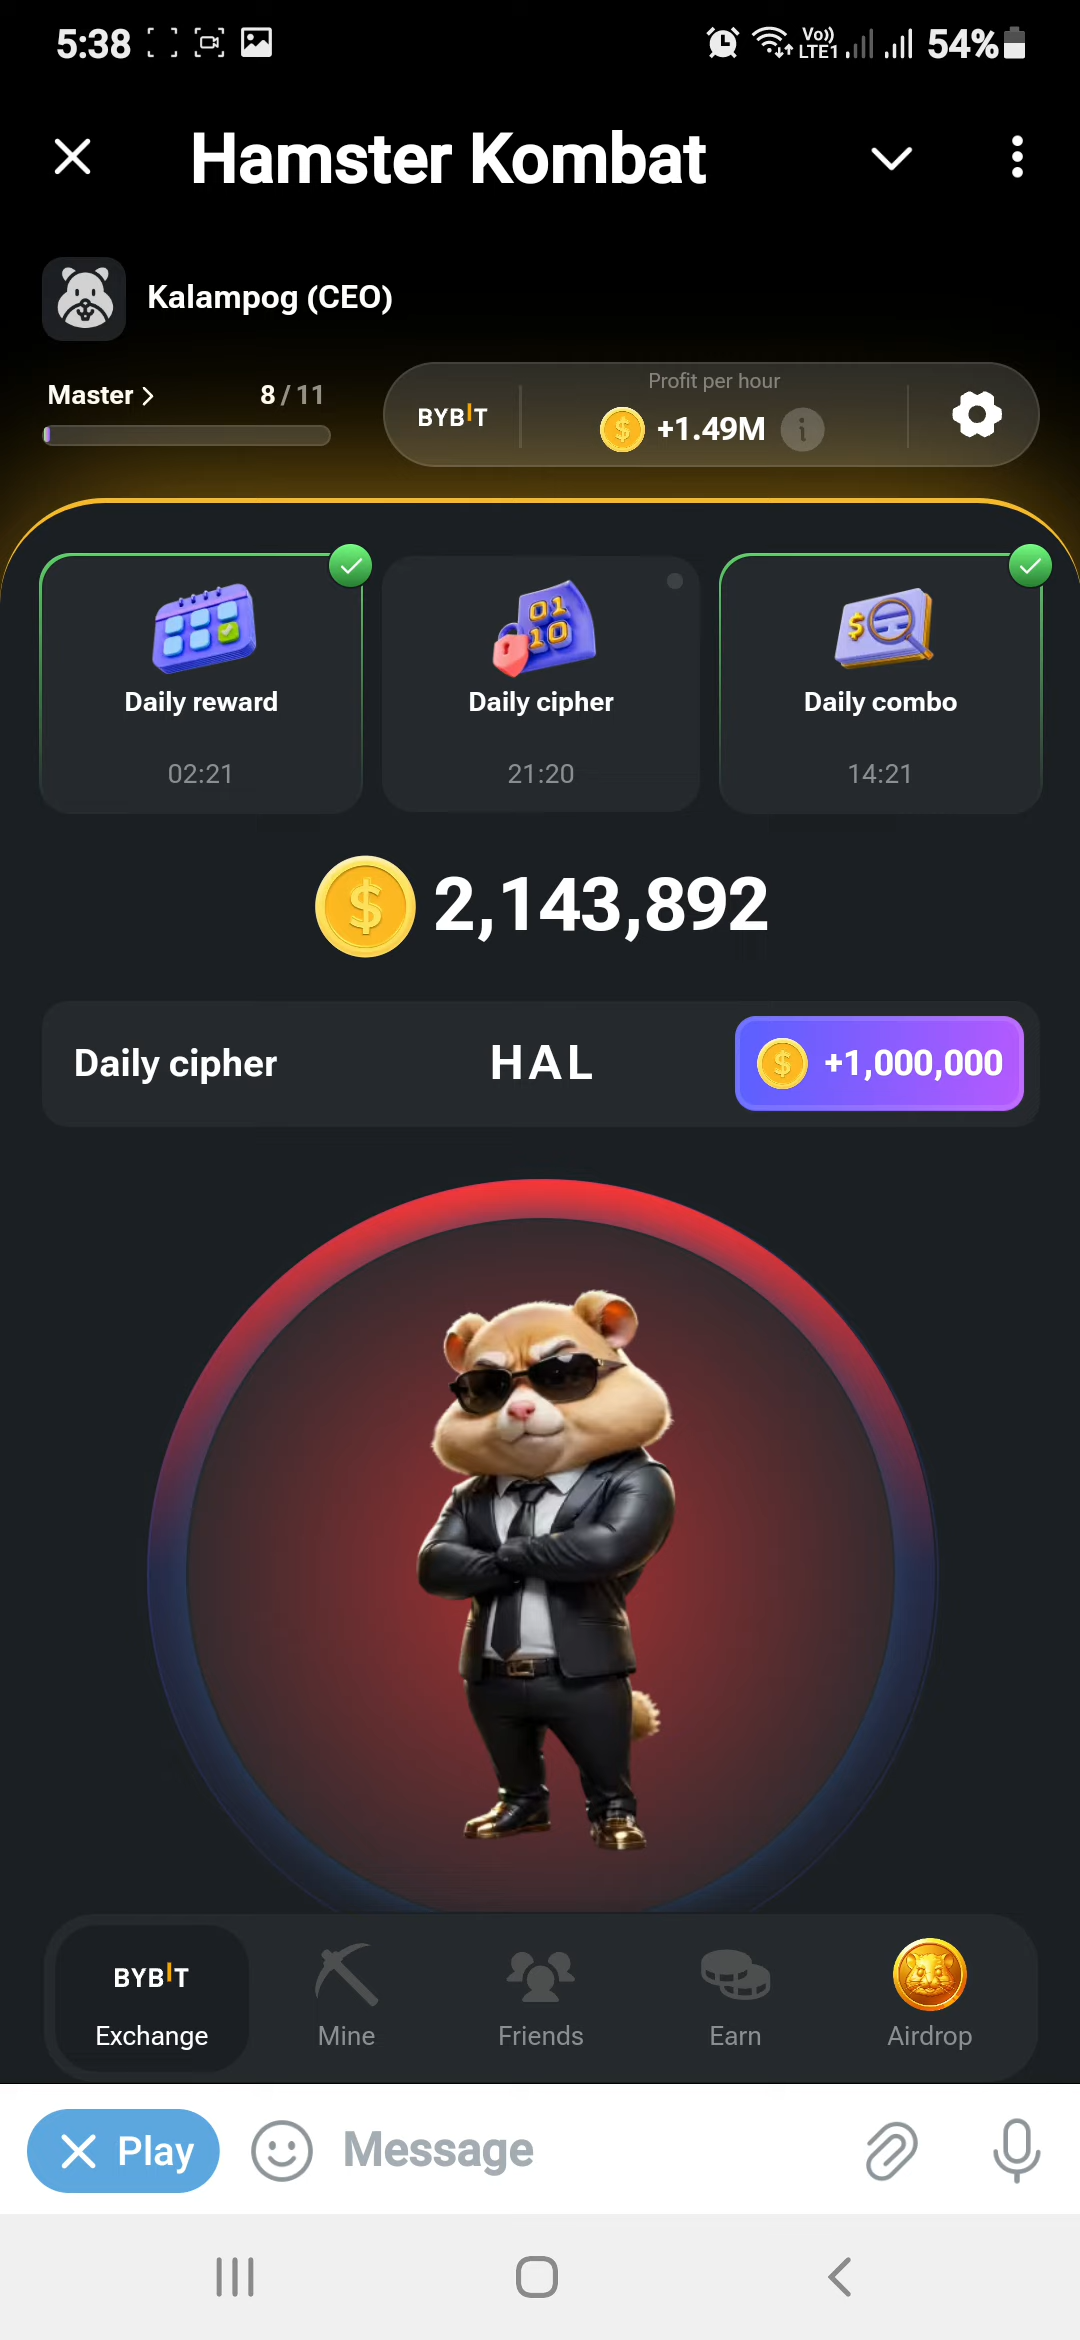 5:38 Vo)) LTE1 54%
Hamster Kombat
Kalampog (CEO)
Master 8 / 11
BYBIT
Profit per hour
$ +1.49M i
01
10
$
Daily reward Daily cipher Daily combo
02:21 21:20 14:21
$ 2,143,892
Daily cipher HAL $ +1,000,000
BYBIT
Exchange Mine Friends Earn Airdrop
Play Message